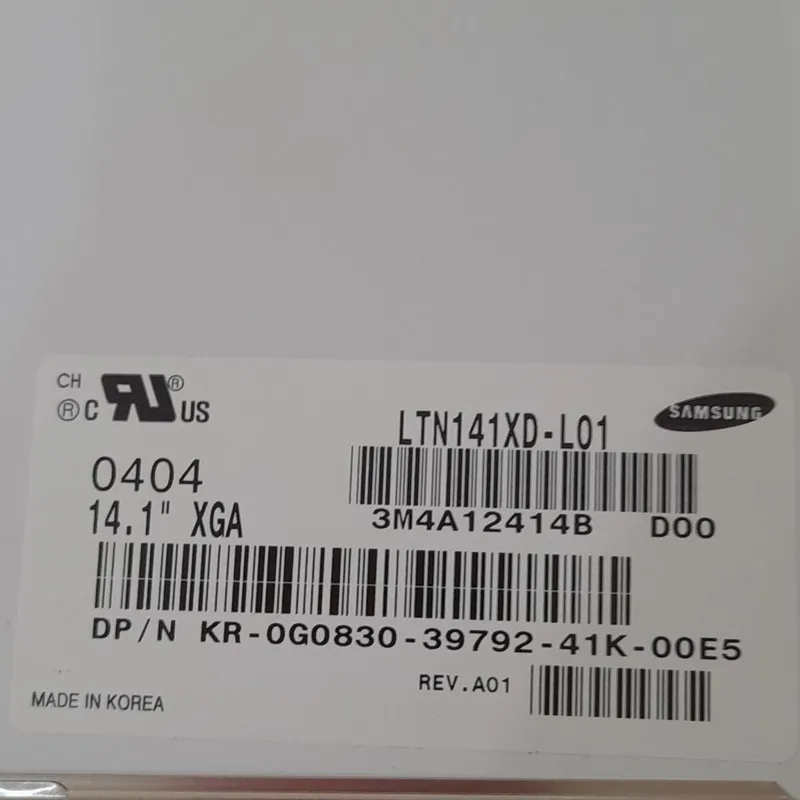 CH
®C RU® US
SAMSUNG
LTN141XD-L01
0404
14.1" XGA
3M4A12414B D00
DP/N KR-0G0830-39792-41K-00E5
REV.A01
MADE IN KOREA